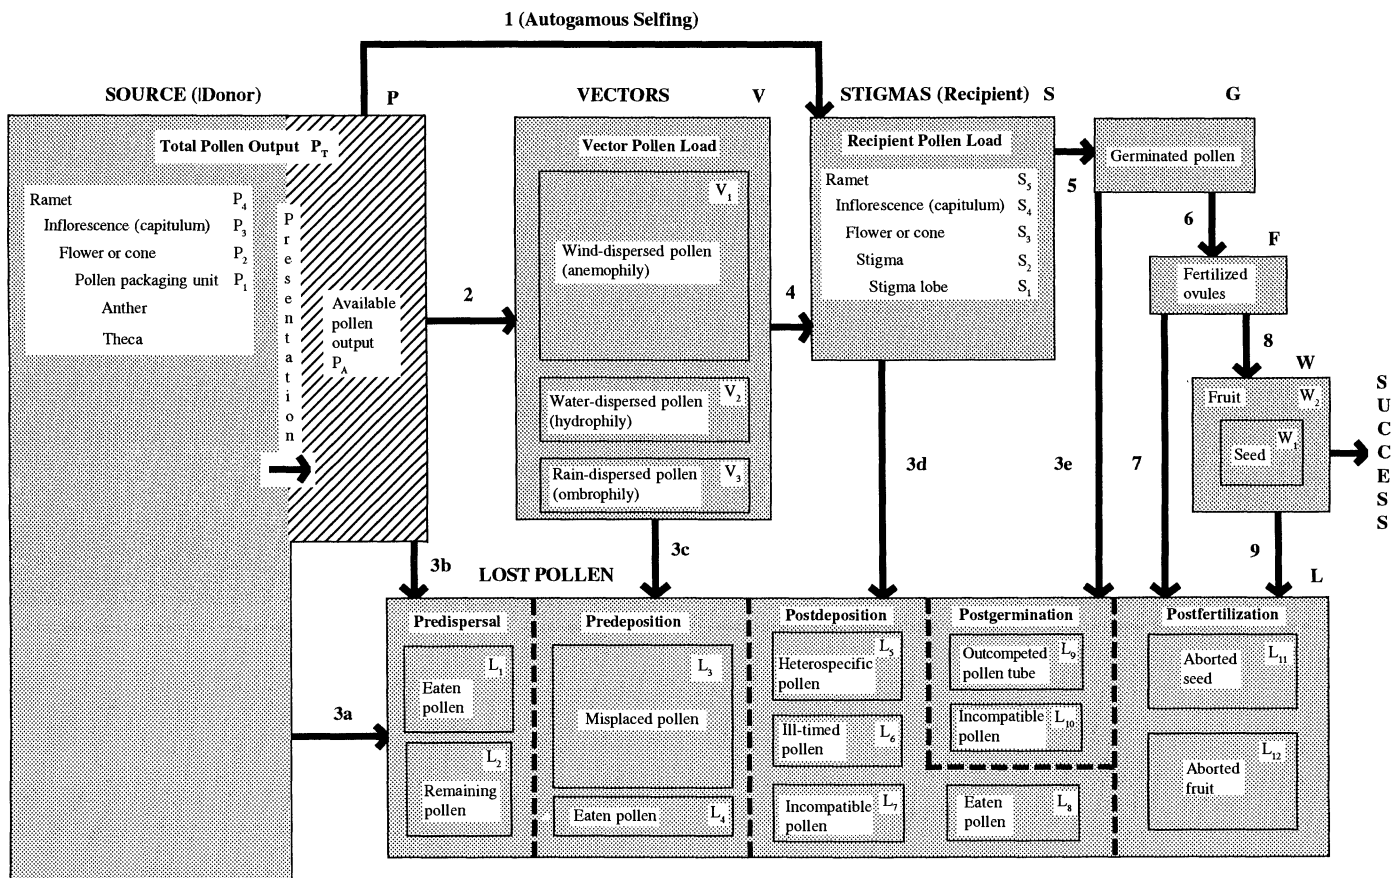 1 (Autogamous Selfing)
SOURCE (|Donor)
P
VECTORS
V
STIGMAS (Recipient) S
G
Total Pollen Output P_T
Ramet P_4
Inflorescence (capitulum) P_3
Flower or cone P_2
Pollen packaging unit P_1
Anther
Theca
Presentation
Available
pollen
output
P_A
2
Vector Pollen Load
V_1
Wind-dispersed pollen
(anemophily)
V_2
Water-dispersed pollen
(hydrophily)
V_3
Rain-dispersed pollen
(ombrophily)
4
Recipient Pollen Load
Ramet S_5
Inflorescence (capitulum) S_4
Flower or cone S_3
Stigma S_2
Stigma lobe S_1
5
Germinated pollen
6
F
Fertilized
ovules
8
W
Fruit W_2
W_1
Seed
SUCCESS
3d
3e
7
9
3b
3c
LOST POLLEN
L
3a
Predispersal
L_1
Eaten
pollen
L_2
Remaining
pollen
Predeposition
L_3
Misplaced pollen
Eaten pollen L_4
Postdeposition
L_5
Heterospecific
pollen
Ill-timed L_6
pollen
Incompatible L_7
pollen
Postgermination
Outcompeted L_9
pollen tube
Incompatible L_10
pollen
Eaten L_8
pollen
Postfertilization
Aborted L_11
seed
L_12
Aborted
fruit